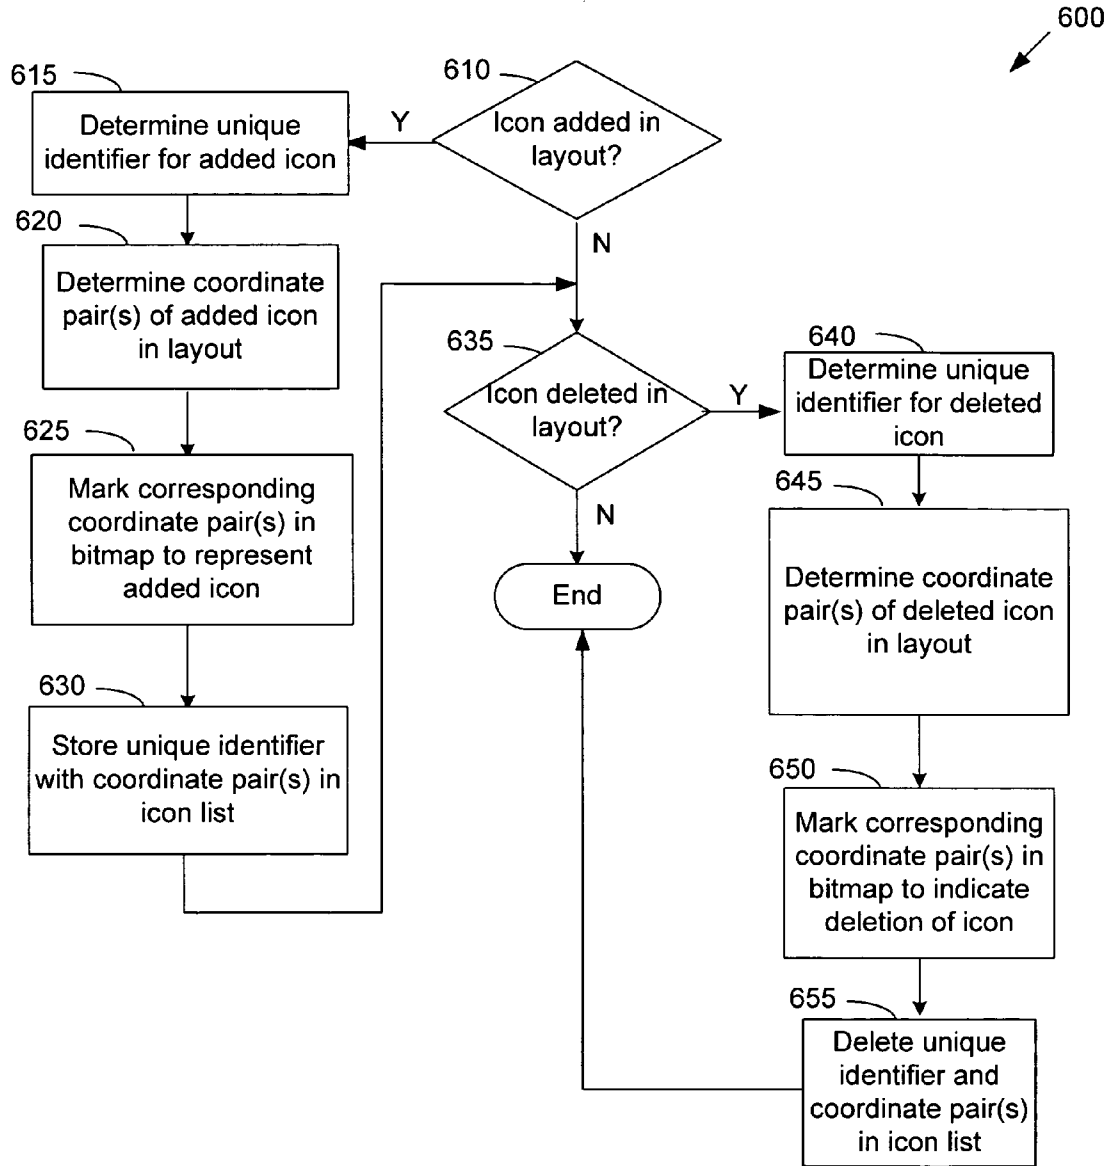 600
610
Icon added in
layout?
Y
N
615
Determine unique
identifier for added icon
620
Determine coordinate
pair(s) of added icon
in layout
625
Mark corresponding
coordinate pair(s) in
bitmap to represent
added icon
630
Store unique identifier
with coordinate pair(s) in
icon list
635
Icon deleted in
layout?
Y
N
End
640
Determine unique
identifier for deleted
icon
645
Determine coordinate
pair(s) of deleted icon
in layout
650
Mark corresponding
coordinate pair(s) in
bitmap to indicate
deletion of icon
655
Delete unique
identifier and
coordinate pair(s)
in icon list